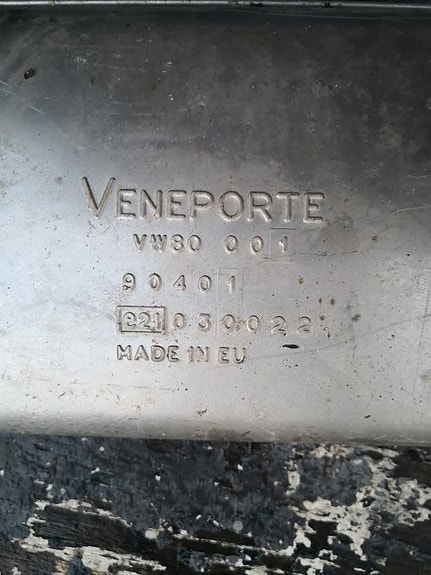 VENEPORTE
VW80 001
90401
e21 030022
MADE IN EU